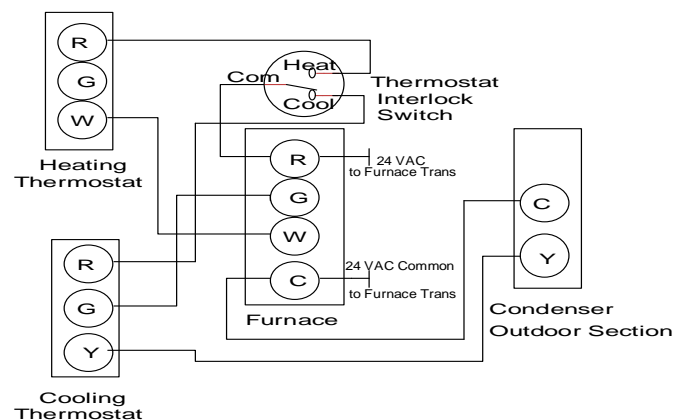 R
G
W
Heating
Thermostat
Com
Heat
Cool
Thermostat
Interlock
Switch
R
G
W
C
24 VAC
to Furnace Trans
24 VAC Common
to Furnace Trans
Furnace
R
G
Y
Cooling
Thermostat
C
Y
Condenser
Outdoor Section